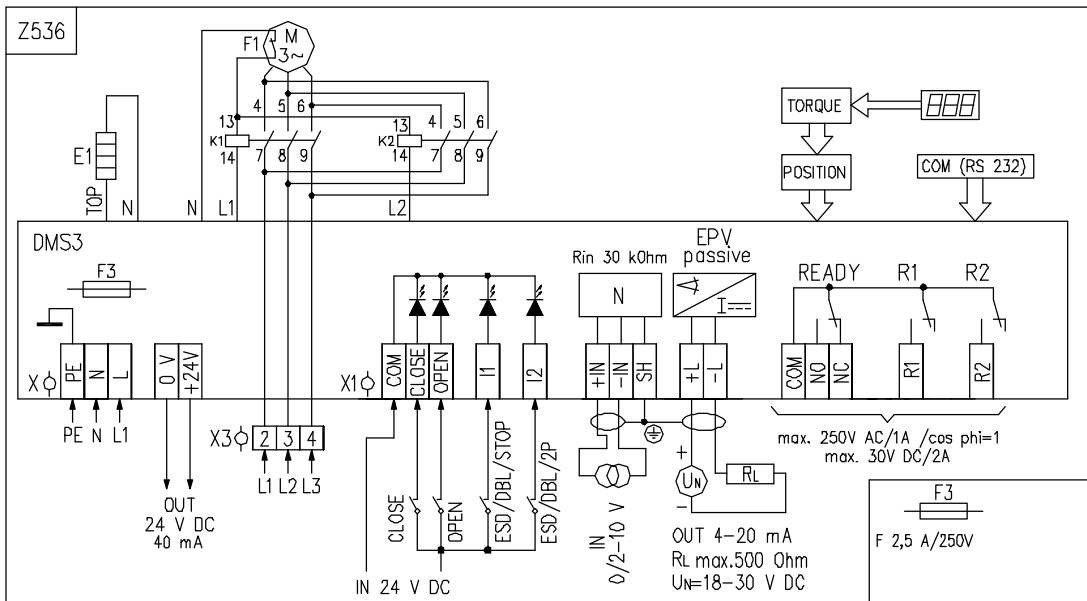 Z536
F1
M
3~
4 5 6
13
K1
14
7 8 9
13
K2
14
4 5 6
7 8 9
E1
TOP
N
N
L1
L2
TORQUE
POSITION
COM (RS 232)
DMS3
F3
Rin 30 kOhm
N
EPV
passive
I
READY
R1
R2
X
PE
N
L
0 V
+24V
X1
COM
CLOSE
OPEN
I1
I2
+IN
-IN
SH
+L
-L
COM
NO
NC
R1
R2
PE N L1
X3
2 3 4
L1 L2 L3
OUT
24 V DC
40 mA
CLOSE
OPEN
ESD/DBL/STOP
ESD/DBL/2P
IN 24 V DC
IN
0/2-10 V
+
UN
-
RL
OUT 4-20 mA
RL max.500 Ohm
UN=18-30 V DC
max. 250V AC/1A /cos phi=1
max. 30V DC/2A
F3
F 2,5 A/250V